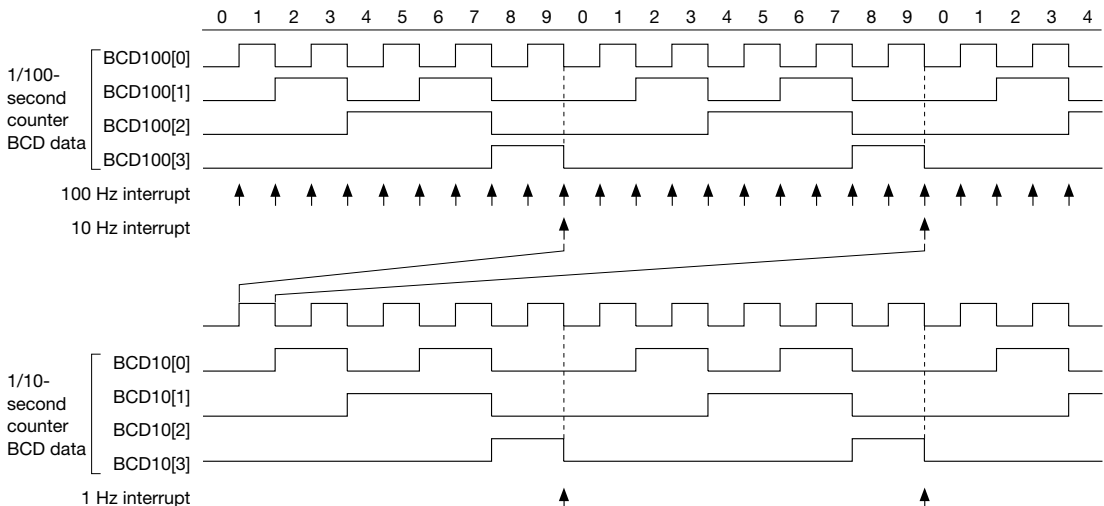 0 1 2 3 4 5 6 7 8 9 0 1 2 3 4 5 6 7 8 9 0 1 2 3 4
BCD100[0]
1/100-
second
counter
BCD data
BCD100[1]
BCD100[2]
BCD100[3]
100 Hz interrupt
10 Hz interrupt
BCD10[0]
1/10-
second
counter
BCD data
BCD10[1]
BCD10[2]
BCD10[3]
1 Hz interrupt